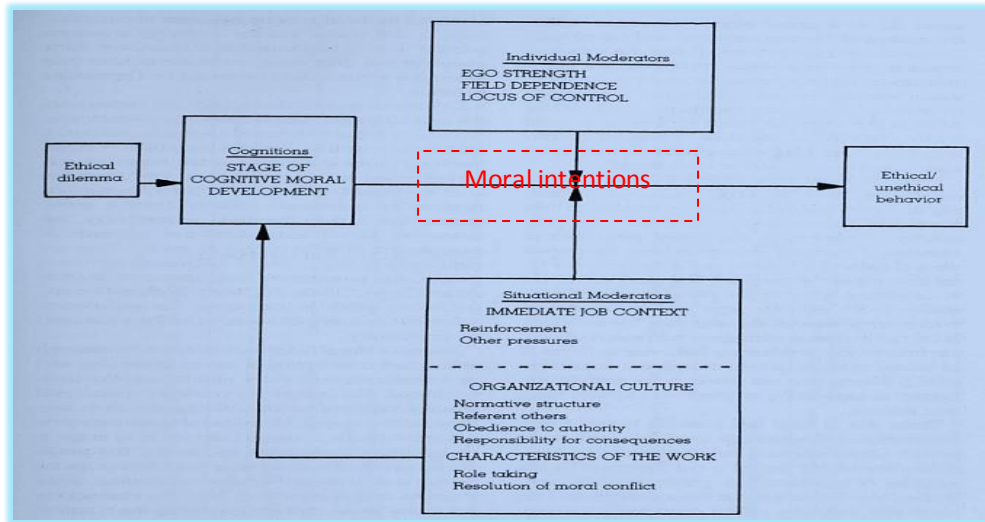 Individual Moderators
EGO STRENGTH
FIELD DEPENDENCE
LOCUS OF CONTROL
Ethical
dilemma
Cognitions
STAGE OF
COGNITIVE MORAL
DEVELOPMENT
Moral intentions
Ethical/
unethical
behavior
Situational Moderators
IMMEDIATE JOB CONTEXT
Reinforcement
Other pressures
ORGANIZATIONAL CULTURE
Normative structure
Referent others
Obedience to authority
Responsibility for consequences
CHARACTERISTICS OF THE WORK
Role taking
Resolution of moral conflict